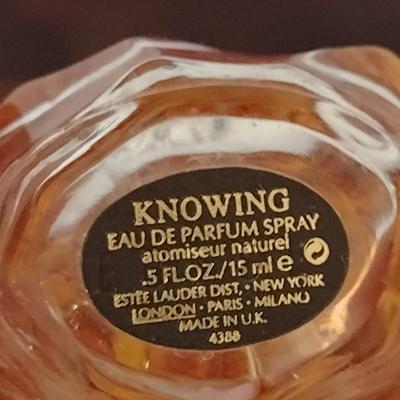 KNOWING
EAU DE PARFUM SPRAY
atomiseur naturel
.5 FL.OZ./15 ml e
ESTĒE LAUDER DIST. • NEW YORK
LONDON • PARIS • MILANO
MADE IN U.K.
4388